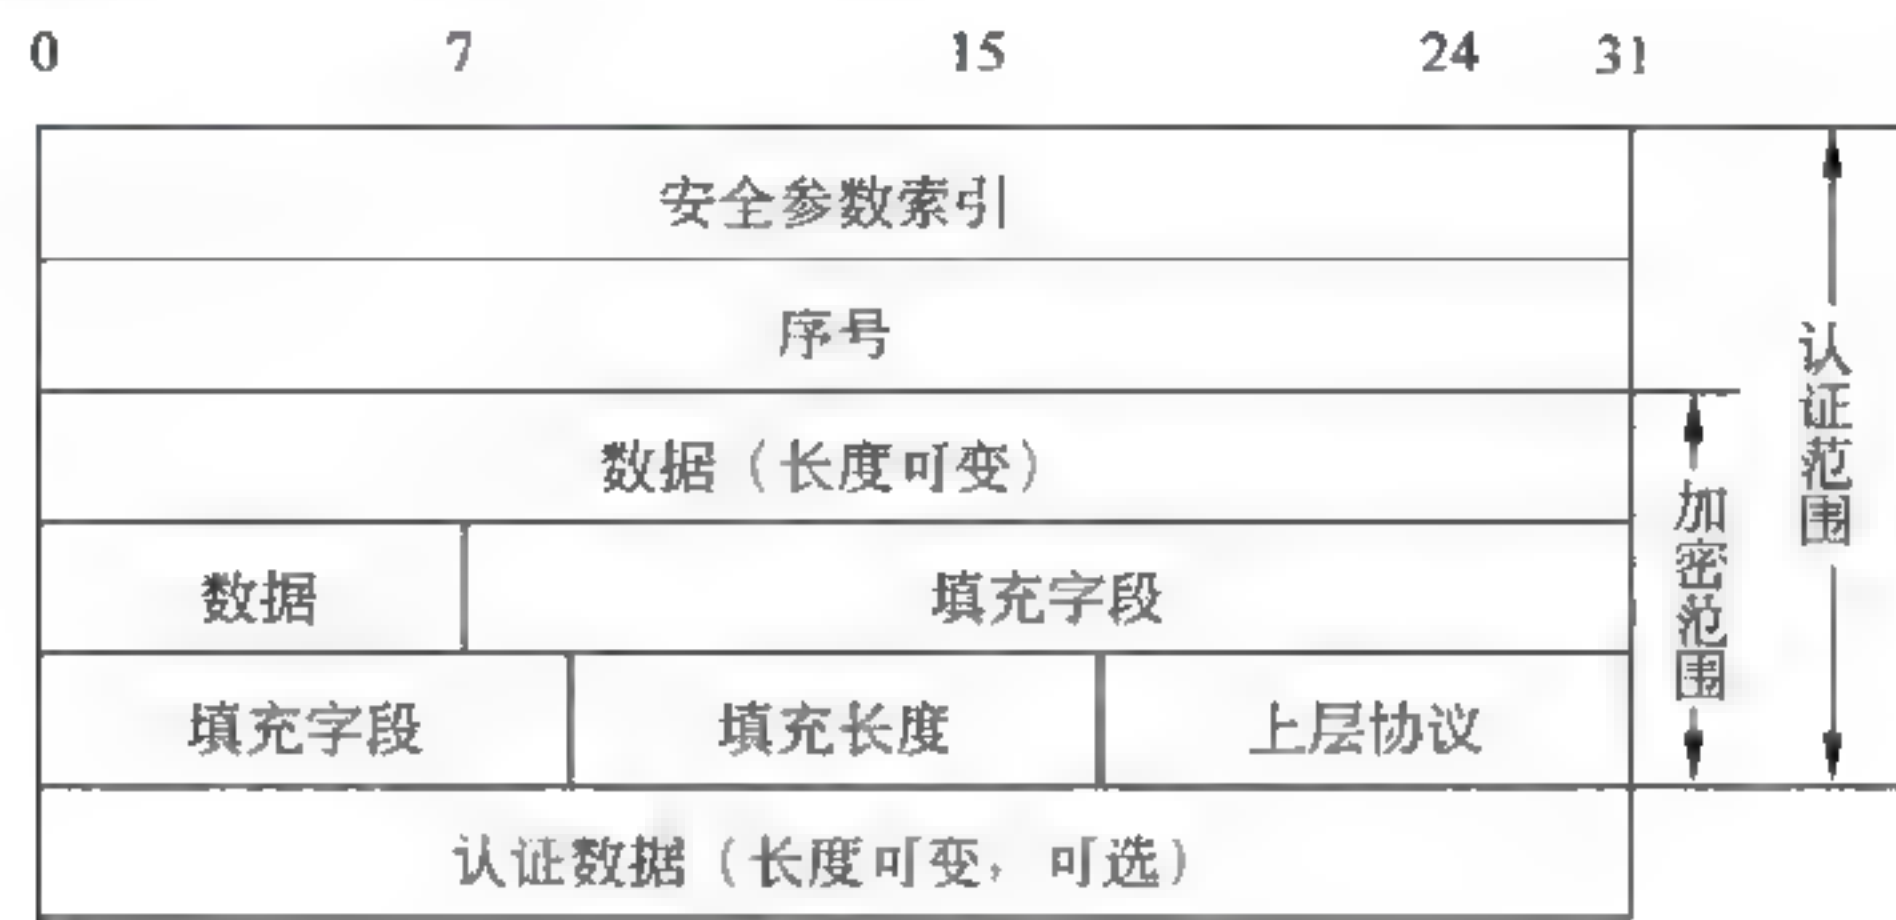 0 7 15 24 31
安全参数索引
序号
数据（长度可变）
数据 填充字段
填充字段 填充长度 上层协议
认证数据（长度可变，可选）
加密范围
认证范围